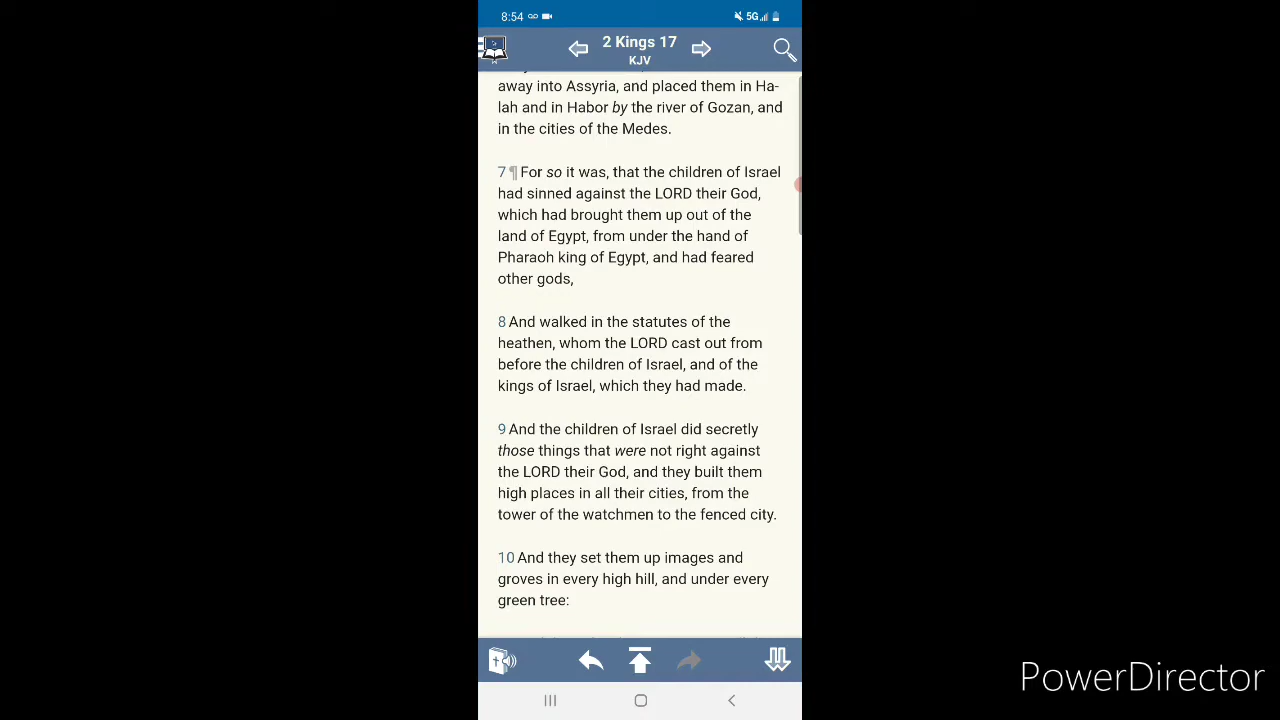 8:54
5G
2 Kings 17
KJV
away into Assyria, and placed them in Ha-
lah and in Habor by the river of Gozan, and
in the cities of the Medes.
7 ¶ For so it was, that the children of Israel
had sinned against the LORD their God,
which had brought them up out of the
land of Egypt, from under the hand of
Pharaoh king of Egypt, and had feared
other gods,
8 And walked in the statutes of the
heathen, whom the LORD cast out from
before the children of Israel, and of the
kings of Israel, which they had made.
9 And the children of Israel did secretly
those things that were not right against
the LORD their God, and they built them
high places in all their cities, from the
tower of the watchmen to the fenced city.
10 And they set them up images and
groves in every high hill, and under every
green tree:
PowerDirector